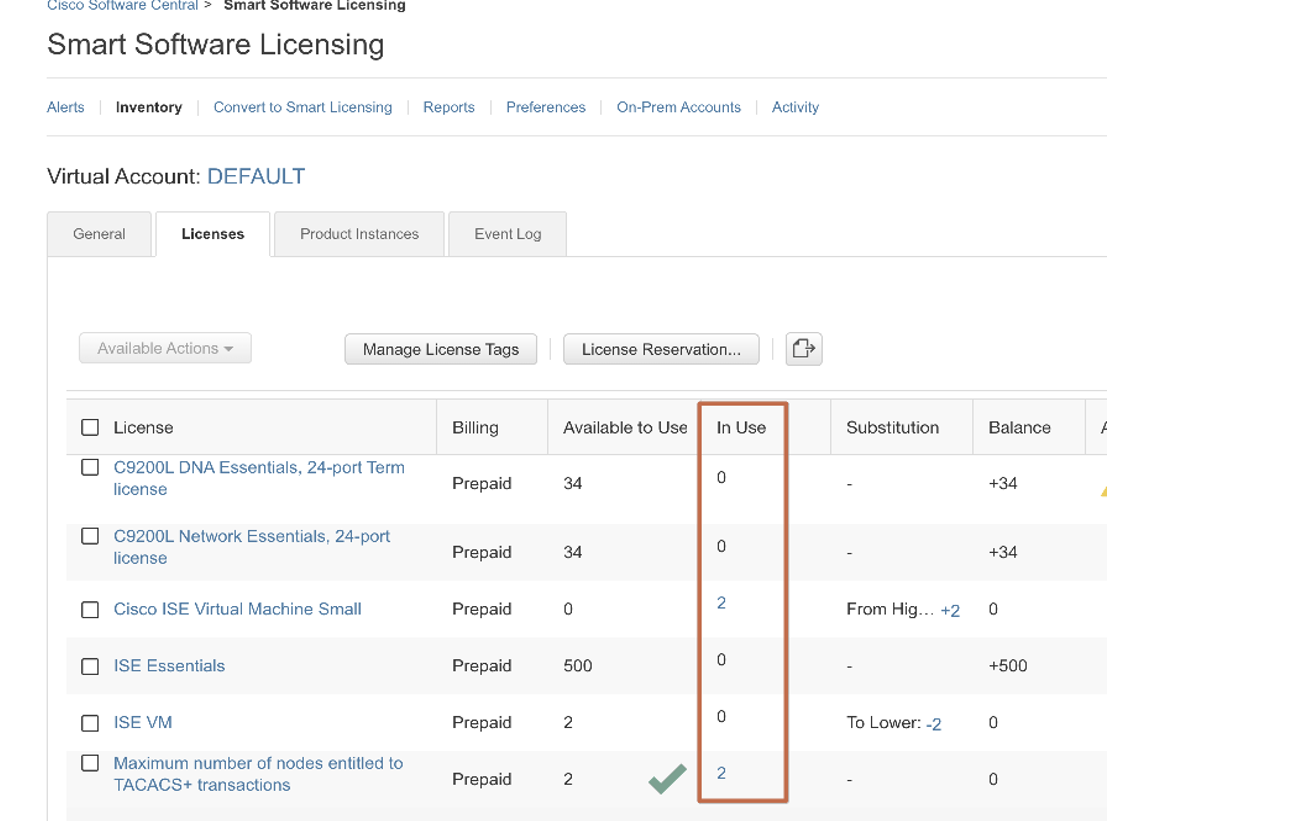 Cisco Software Central > Smart Software Licensing
Smart Software Licensing
Alerts | Inventory | Convert to Smart Licensing | Reports | Preferences | On-Prem Accounts | Activity
Virtual Account: DEFAULT
General Licenses Product Instances Event Log
Available Actions Manage License Tags | License Reservation... |
License Billing Available to Use In Use Substitution Balance
C9200L DNA Essentials, 24-port Term
license Prepaid 34 0 - +34
C9200L Network Essentials, 24-port
license Prepaid 34 0 - +34
Cisco ISE Virtual Machine Small Prepaid 0 2 From Hig... +2 0
ISE Essentials Prepaid 500 0 - +500
ISE VM Prepaid 2 0 To Lower: -2 0
Maximum number of nodes entitled to
TACACS+ transactions Prepaid 2 2 - 0